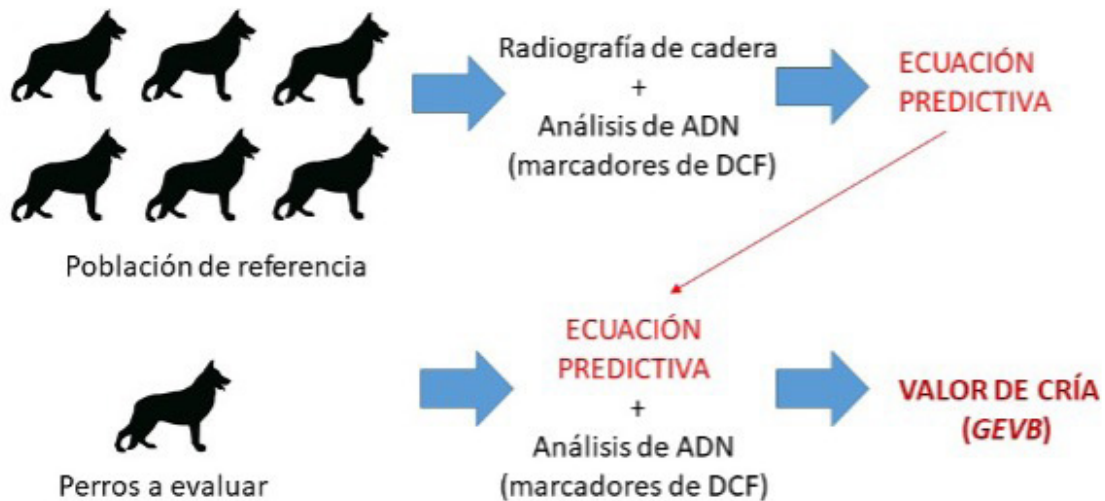 Radiografía de cadera
+
Análisis de ADN
(marcadores de DCF)
ECUACIÓN
PREDICTIVA
Población de referencia
ECUACIÓN
PREDICTIVA
+
Análisis de ADN
(marcadores de DCF)
VALOR DE CRÍA
(GEVB)
Perros a evaluar